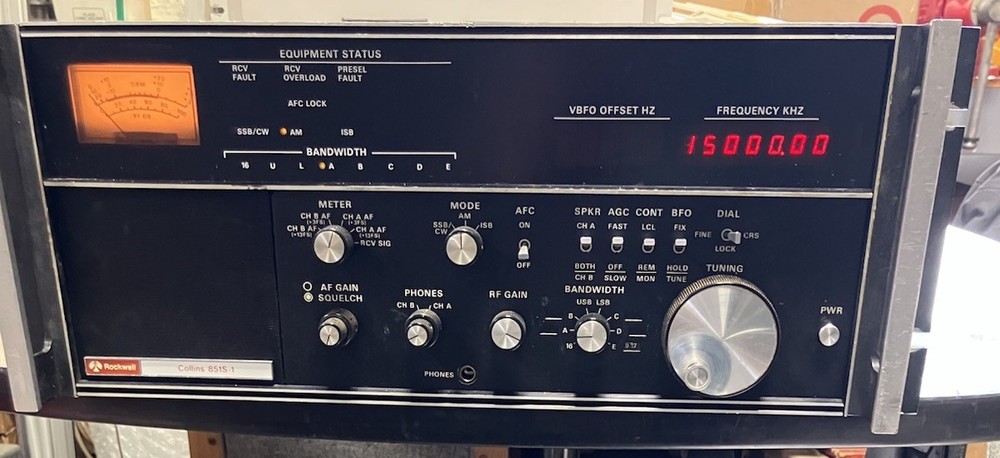 EQUIPMENT STATUS
RCV FAULT
RCV OVERLOAD
PRESEL FAULT
AFC LOCK
SSB/CW AM ISB
BANDWIDTH
16 U L A B C D E
VBFO OFFSET HZ
FREQUENCY KHZ
15000.00
METER
CH B AF (+3FS)
CH A AF (+3FS)
CH B AF (+13FS)
CH A AF (+13FS)
RCV SIG
MODE
AM
SSB/CW
ISB
AFC
ON
OFF
SPKR AGC CONT BFO
CH A FAST LCL FIX
BOTH OFF REM HOLD
CH B SLOW MON TUNE
DIAL
FINE CRS
LOCK
TUNING
AF GAIN
SQUELCH
PHONES
CH B CH A
RF GAIN
BANDWIDTH
USB LSB
B C
A D
16 E
PWR
PHONES
Rockwell
Collins 851S-1